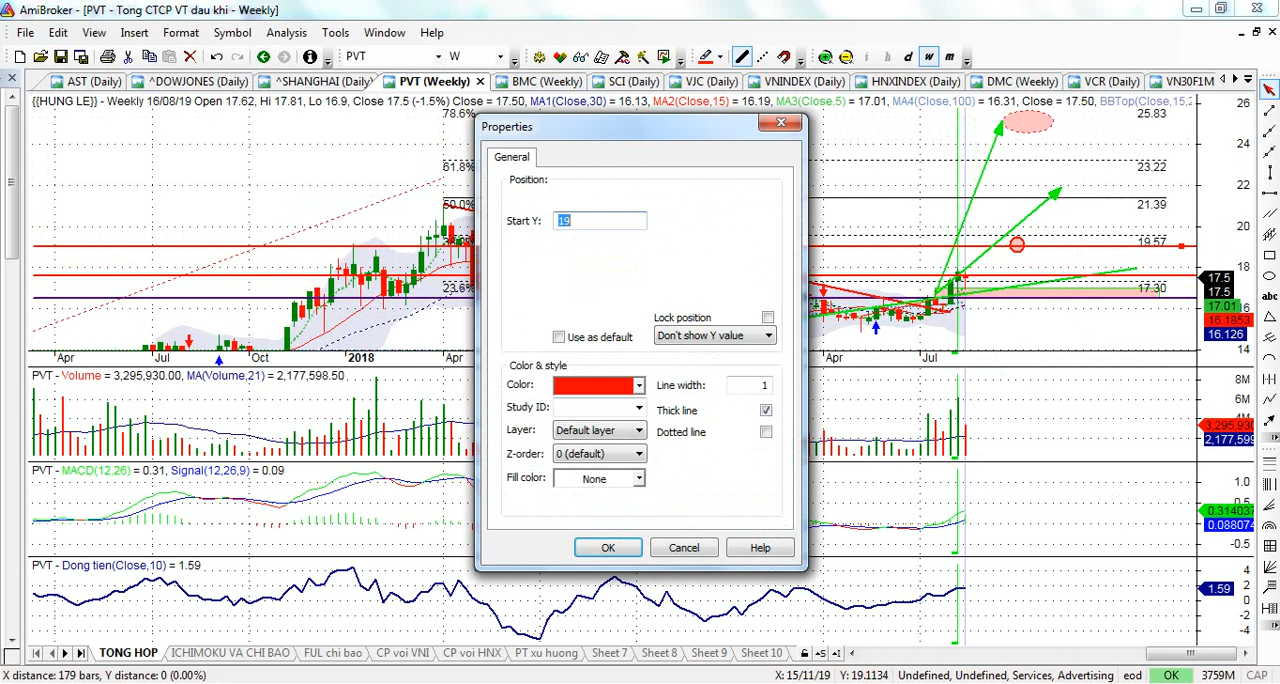 AmiBroker - [PVT - Tong CTCP VT dau khi - Weekly]
File Edit View Insert Format Symbol Analysis Tools Window Help
PVT W i h d w m
AST (Daily) ^DOWJONES (Daily) ^SHANGHAI (Daily) PVT (Weekly) BMC (Weekly) SCI (Daily) VJC (Daily) VNINDEX (Daily) HNXINDEX (Daily) DMC (Weekly) VCR (Daily) VN30F1M
{{HUNG LE}} - Weekly 16/08/19 Open 17.62, Hi 17.81, Lo 16.9, Close 17.5 (-1.5%) Close = 17.50, MA1(Close,30) = 16.13, MA2(Close,15) = 16.19, MA3(Close,5) = 17.01, MA4(Close,100) = 16.31, Close = 17.50, BBTop(Close,15,2
78.6%
61.8%
50.0%
23.6%
25.83
23.22
21.39
19.57
17.30
26
24
22
20
18
14
17.5
17.5
17.01
16.1853
16.126
Apr Jul Oct 2018 Apr Apr Jul
Properties
General
Position:
Start Y: 19
Lock position
Use as default Don't show Y value
Color & style
Color: Line width: 1
Study ID: Thick line
Layer: Default layer Dotted line
Z-order: 0 (default)
Fill color: None
OK Cancel Help
PVT - Volume = 3,295,930.00, MA(Volume,21) = 2,177,598.50
8M
6M
4M
3,295,930
2,177,599
PVT - MACD(12,26) = 0.31, Signal(12,26,9) = 0.09
1.0
0.5
0.314037
0.088074
-0.5
PVT - Dong tien(Close,10) = 1.59
4
2
1.59
0
-2
-4
TONG HOP ICHIMOKU VA CHI BAO FUL chi bao CP voi VNI CP voi HNX PT xu huong Sheet 7 Sheet 8 Sheet 9 Sheet 10
X distance: 179 bars, Y distance: 0 (0.00%) X: 15/11/19 Y: 19.1134 Undefined, Undefined, Services, Advertising eod OK 3759M CAP
abc